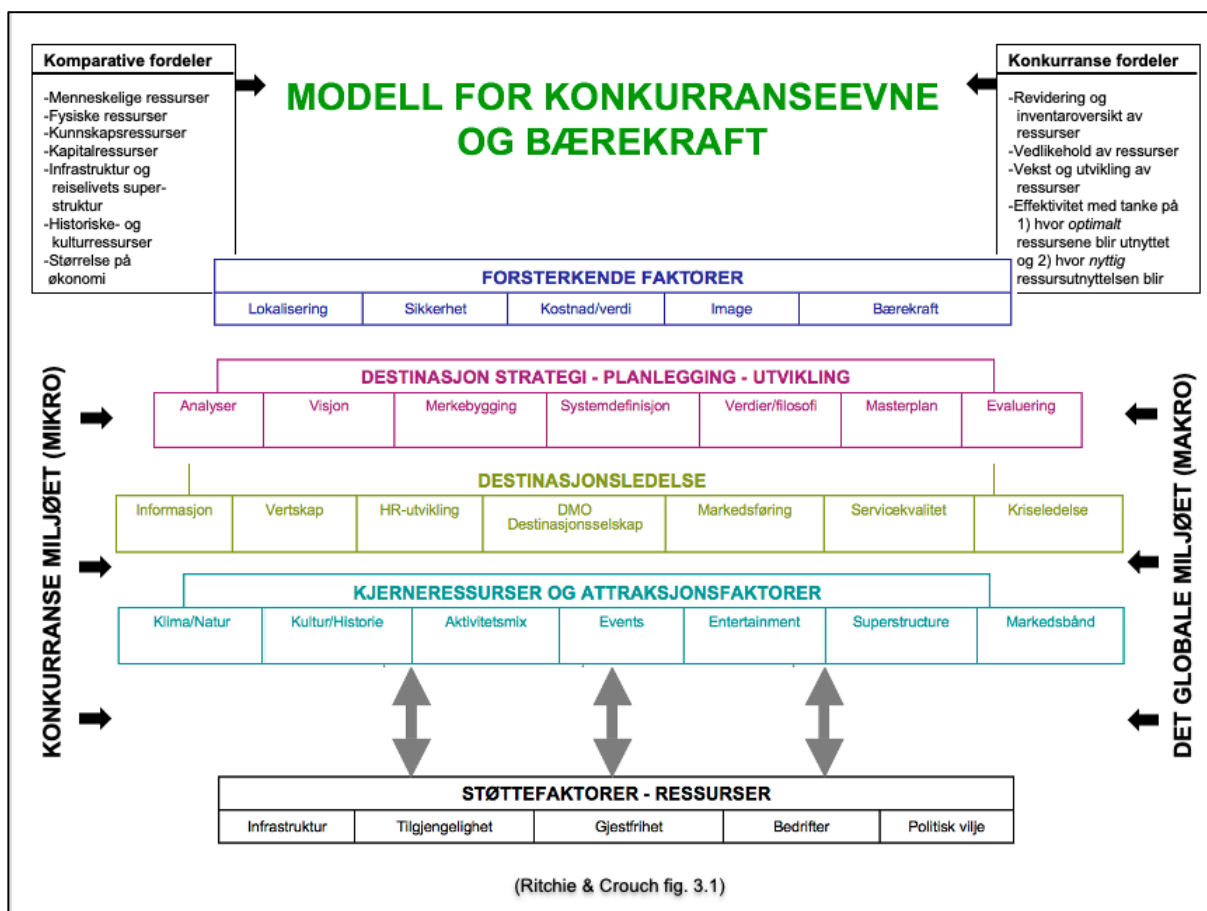 Komparative fordeler
-Menneskelige ressurser
-Fysiske ressurser
-Kunnskapsressurser
-Kapitalressurser
-Infrastruktur og
reiselivets super-
struktur
-Historiske- og
kulturressurser
-Størrelse på
økonomi
MODELL FOR KONKURRANSEEVNE
OG BÆREKRAFT
Konkurranse fordeler
-Revidering og
inventaroversikt av
ressurser
-Vedlikehold av ressurser
-Vekst og utvikling av
ressurser
-Effektivitet med tanke på
1) hvor optimalt
ressursene blir utnyttet
og 2) hvor nyttig
ressursutnyttelsen blir
FORSTERKENDE FAKTORER
Lokalisering Sikkerhet Kostnad/verdi Image Bærekraft
KONKURRANSE MILJØET (MIKRO)
DET GLOBALE MILJØET (MAKRO)
DESTINASJON STRATEGI - PLANLEGGING - UTVIKLING
Analyser Visjon Merkebygging Systemdefinisjon Verdier/filosofi Masterplan Evaluering
DESTINASJONSLEDELSE
Informasjon Vertskap HR-utvikling DMO Markedsføring Servicekvalitet Kriseledelse
Destinasjonsselskap
KJERNERESSURSER OG ATTRAKSJONSFAKTORER
Klima/Natur Kultur/Historie Aktivitetsmix Events Entertainment Superstructure Markedsbånd
STØTTEFAKTORER - RESSURSER
Infrastruktur Tilgjengelighet Gjestfrihet Bedrifter Politisk vilje
(Ritchie & Crouch fig. 3.1)